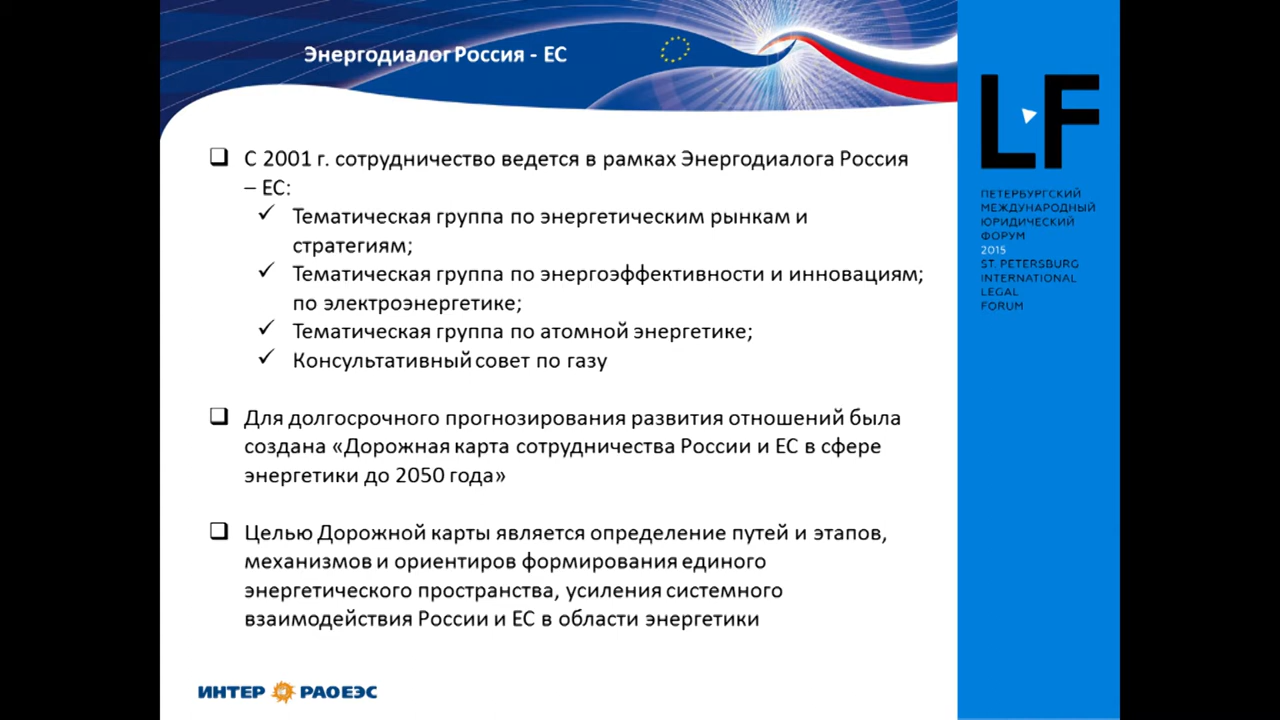 Энергодиалог Россия - ЕС
С 2001 г. сотрудничество ведется в рамках Энергодиалога Россия
– ЕС:
Тематическая группа по энергетическим рынкам и
стратегиям;
Тематическая группа по энергоэффективности и инновациям;
по электроэнергетике;
Тематическая группа по атомной энергетике;
Консультативный совет по газу
Для долгосрочного прогнозирования развития отношений была
создана «Дорожная карта сотрудничества России и ЕС в сфере
энергетики до 2050 года»
Целью Дорожной карты является определение путей и этапов,
механизмов и ориентиров формирования единого
энергетического пространства, усиления системного
взаимодействия России и ЕС в области энергетики
ИНТЕР РАО ЕЭС
LF
ПЕТЕРБУРГСКИЙ
МЕЖДУНАРОДНЫЙ
ЮРИДИЧЕСКИЙ
ФОРУМ
2015
ST. PETERSBURG
INTERNATIONAL
LEGAL
FORUM